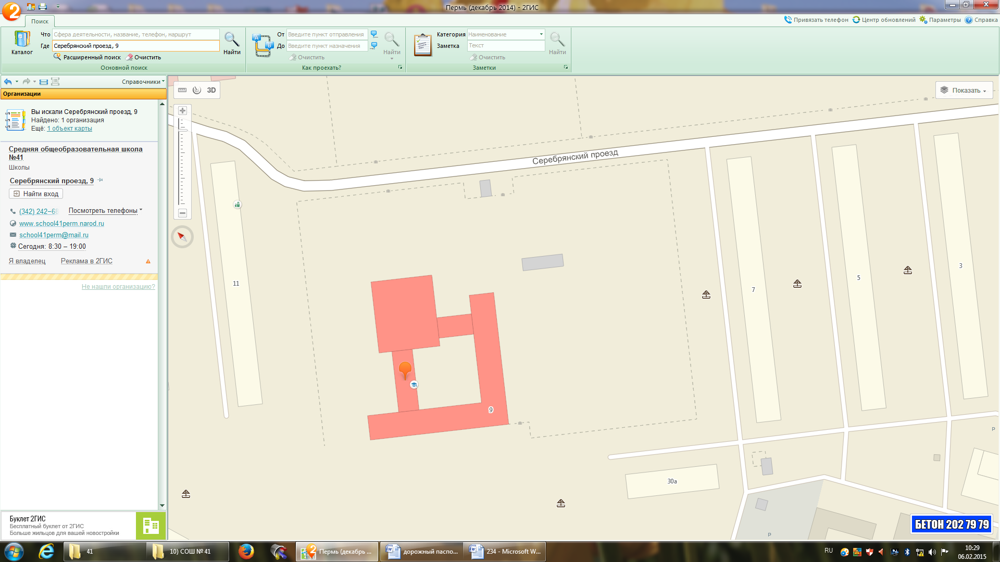 Пермь (декабрь 2014) - 2ГИС
Поиск
Привязать телефон Центр обновлений Параметры Справка
Каталог
Что Сфера деятельности, название, телефон, маршрут
Где Серебрянский проезд, 9
Расширенный поиск Очистить
Найти
Основной поиск
От Введите пункт отправления
До Введите пункт назначения
Очистить
Найти
Как проехать?
Категория Наименование
Заметка Текст
Очистить
Найти
Заметки
Справочники
Организации
Вы искали Серебрянский проезд, 9
Найдено: 1 организация
Ещё: 1 объект карты
Средняя общеобразовательная школа
№41
Школы
Серебрянский проезд, 9
Найти вход
(342) 242-68 Посмотреть телефоны
www.school41perm.narod.ru
school41perm@mail.ru
Сегодня: 8:30 – 19:00
Я владелец Реклама в 2ГИС
Не нашли организацию?
Буклет 2ГИС
Бесплатный буклет от 2ГИС
Больше жильцов для вашей новостройки
3D
Показать
Серебрянский проезд
11
7
5
3
9
30а
P
P
БЕТОН 202 79 79
41
10) СОШ № 41
Пермь (декабрь ...
дорожный паспо...
234 - Microsoft W...
RU
10:29
06.02.2015